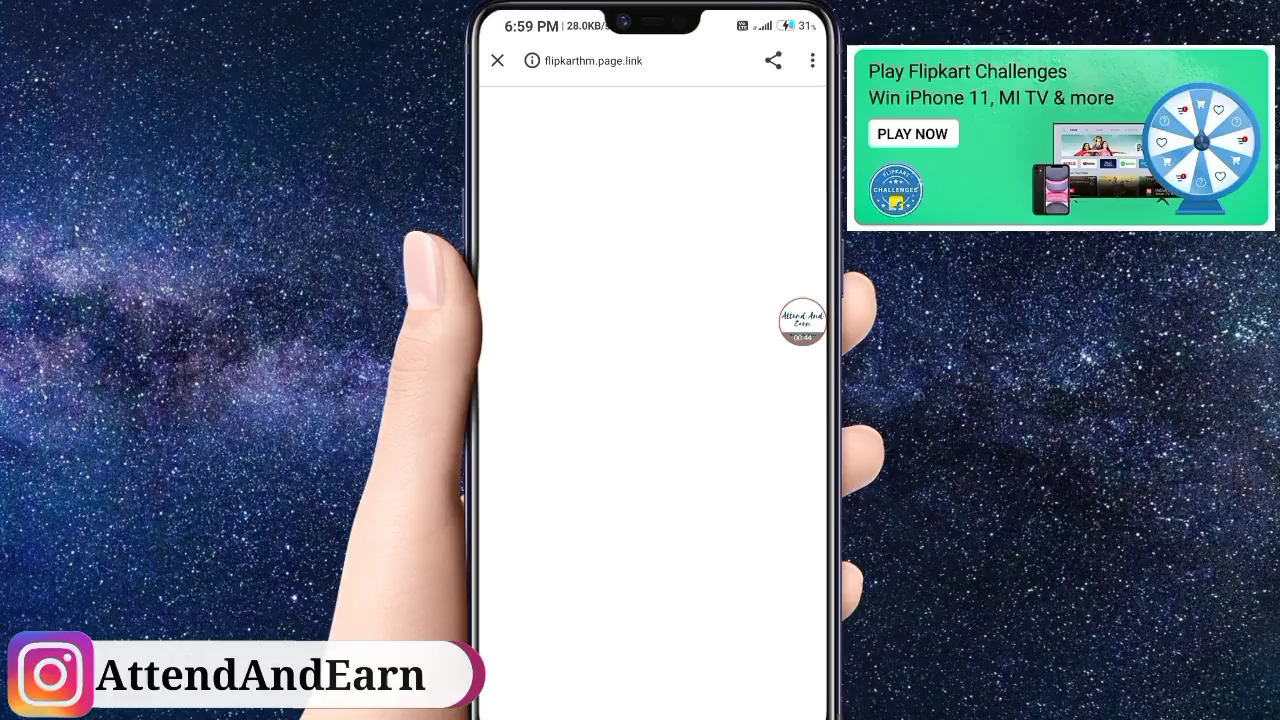 6:59 PM | 28.0KB/s
31%
flipkarthm.page.link
Play Flipkart Challenges
Win iPhone 11, MI TV & more
PLAY NOW
FLIPKART
CHALLENGES
Attend And
Earn
00:44
AttendAndEarn